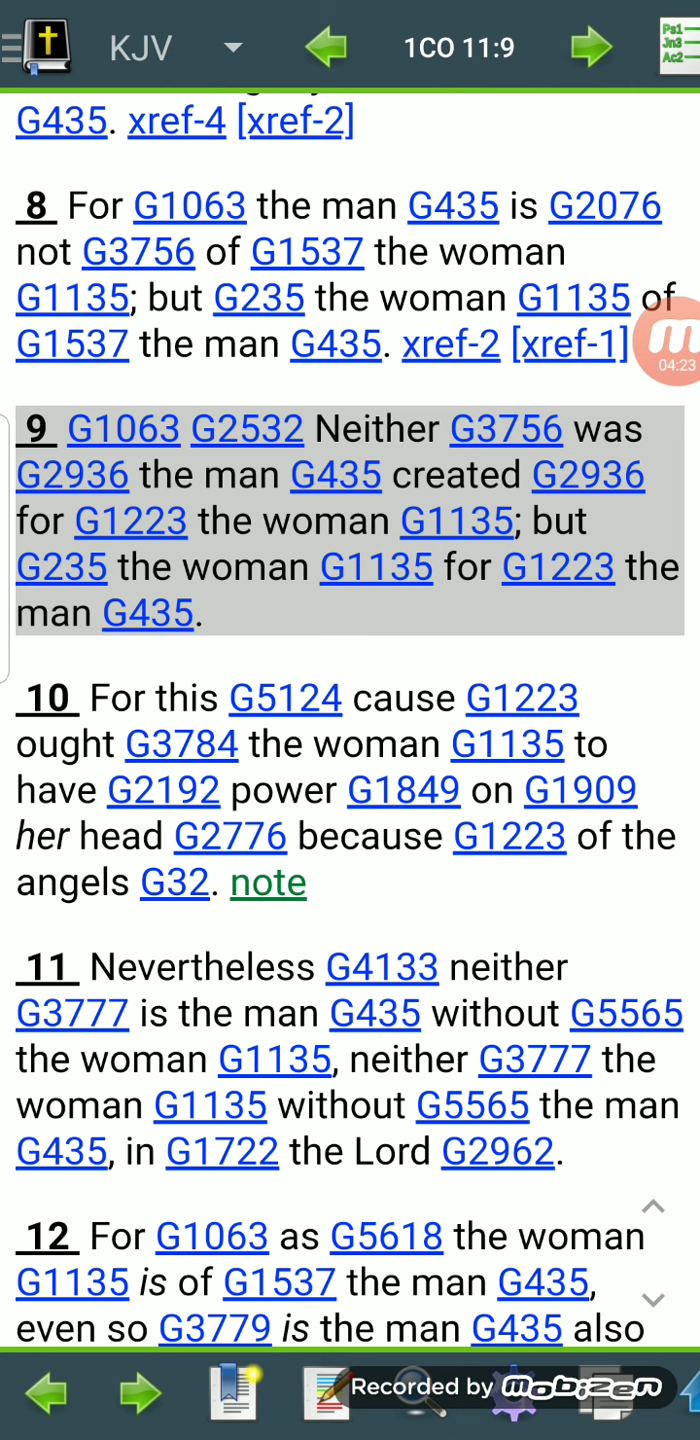 KJV 1CO 11:9 Ps1
Jn3
Ac2
G435. xref-4 [xref-2]
8 For G1063 the man G435 is G2076
not G3756 of G1537 the woman
G1135; but G235 the woman G1135 of
G1537 the man G435. xref-2 [xref-1]
m
04:23
9 G1063 G2532 Neither G3756 was
G2936 the man G435 created G2936
for G1223 the woman G1135; but
G235 the woman G1135 for G1223 the
man G435.
10 For this G5124 cause G1223
ought G3784 the woman G1135 to
have G2192 power G1849 on G1909
her head G2776 because G1223 of the
angels G32. note
11 Nevertheless G4133 neither
G3777 is the man G435 without G5565
the woman G1135, neither G3777 the
woman G1135 without G5565 the man
G435, in G1722 the Lord G2962.
12 For G1063 as G5618 the woman
G1135 is of G1537 the man G435,
even so G3779 is the man G435 also
Recorded by mobizen